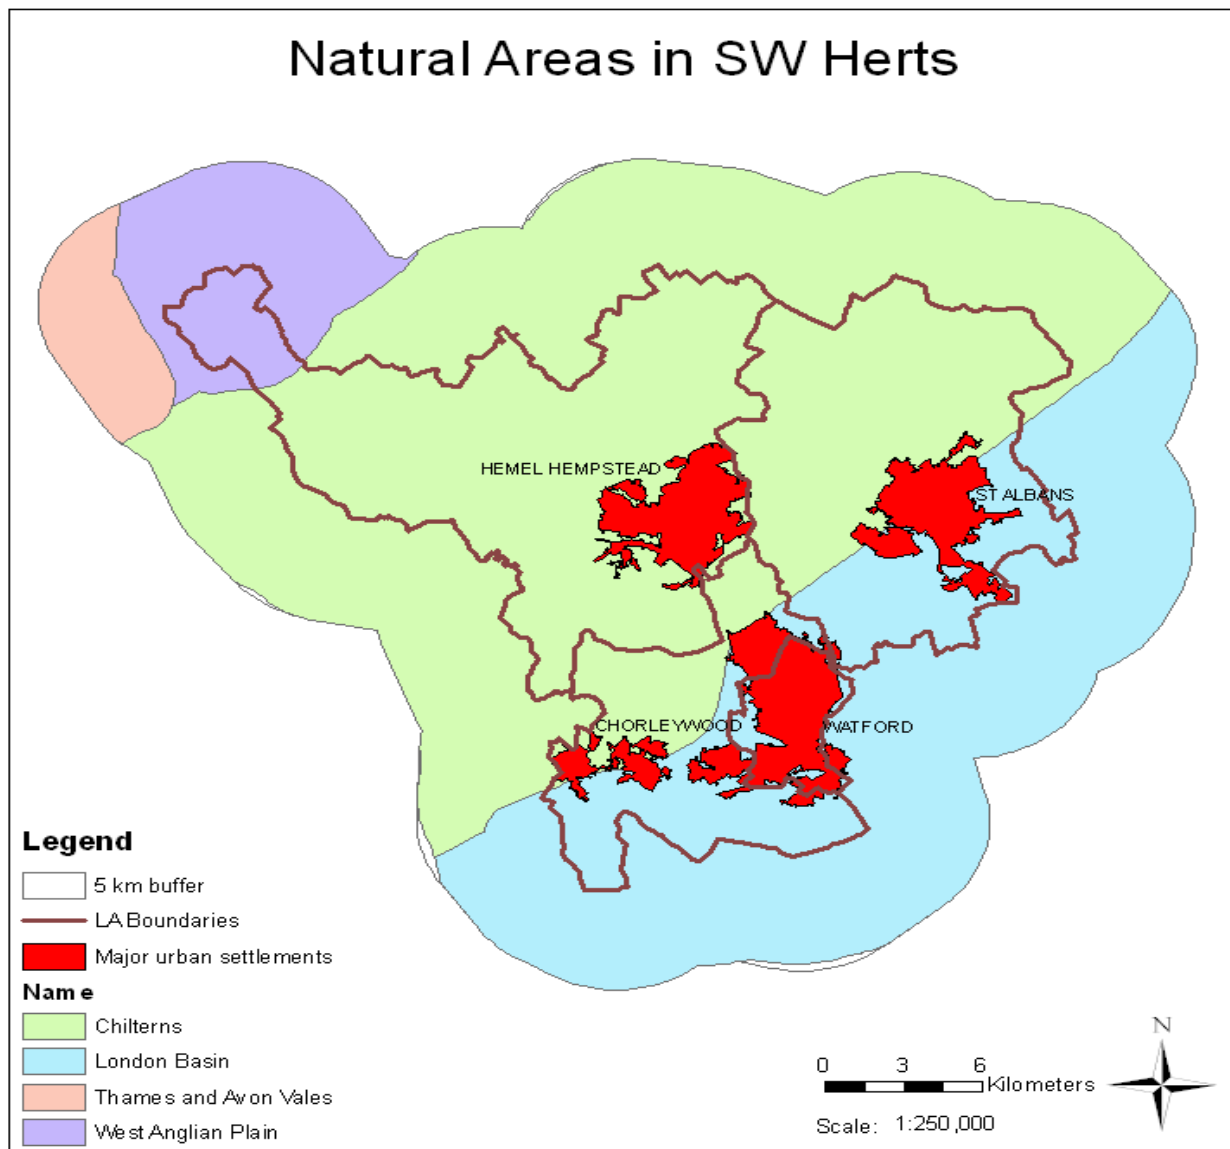 Natural Areas in SW Herts
HEMEL HEMPSTEAD
ST ALBANS
CHORLEYWOOD
WATFORD
Legend
5 km buffer
LA Boundaries
Major urban settlements
Name
Chilterns
London Basin
Thames and Avon Vales
West Anglian Plain
N
0 3 6
Kilometers
Scale: 1:250,000